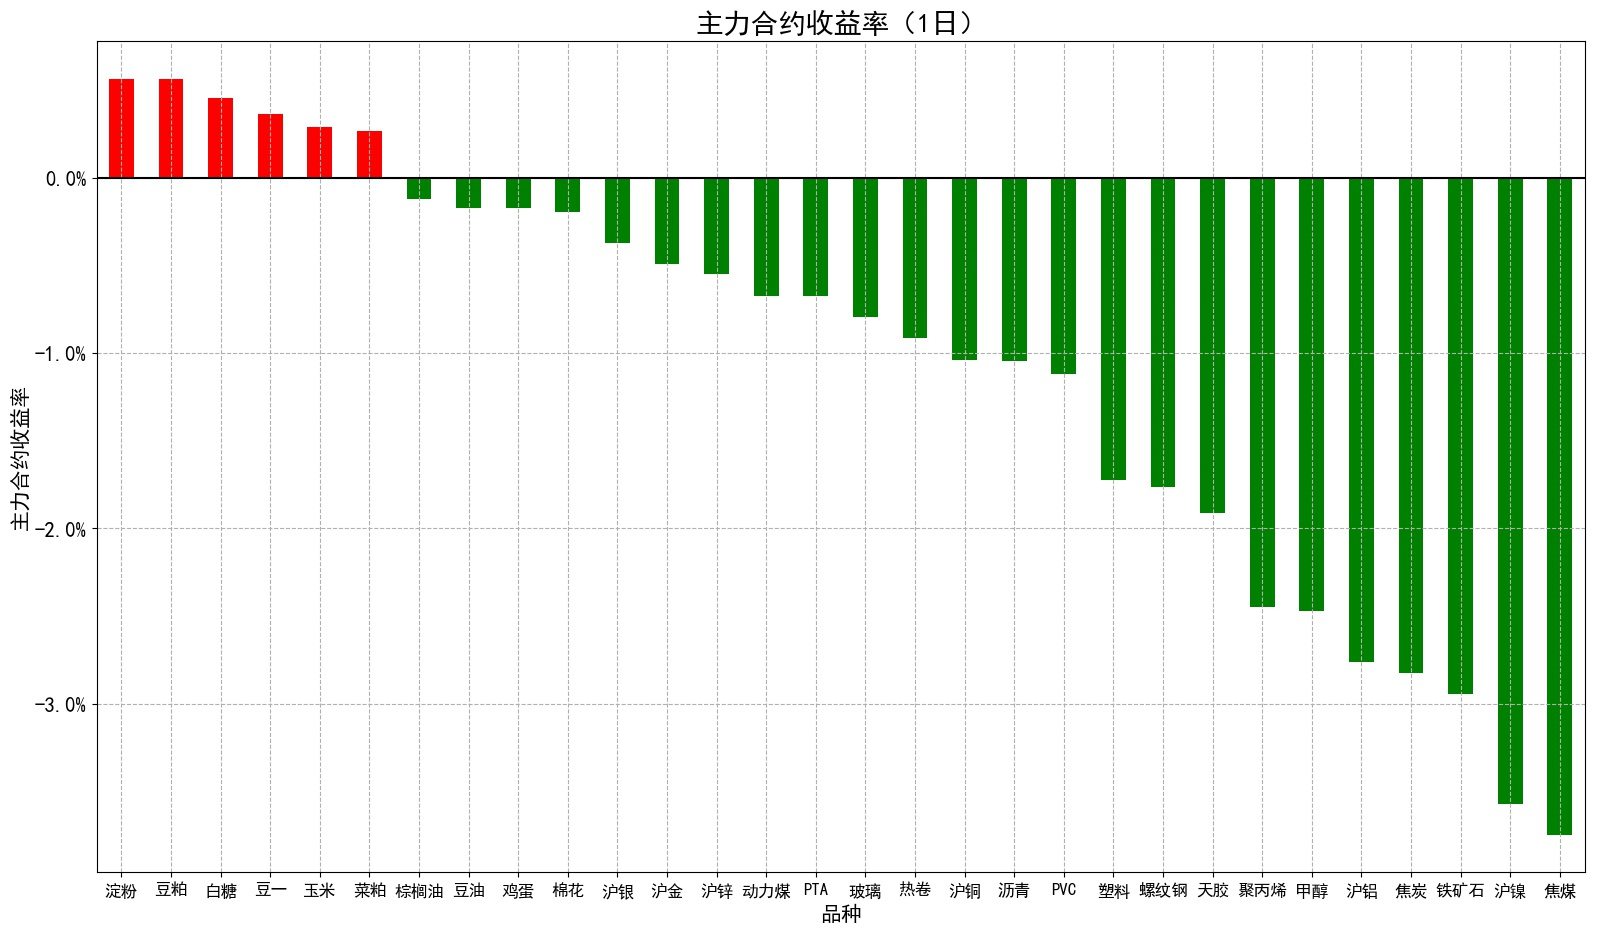 主力合约收益率（1日）
主力合约收益率
0.0%
−1.0%
−2.0%
−3.0%
淀粉 豆粕 白糖 豆一 玉米 菜粕 棕榈油 豆油 鸡蛋 棉花 沪银 沪金 沪锌 动力煤 PTA 玻璃 热卷 沪铜 沥青 PVC 塑料 螺纹钢 天胶 聚丙烯 甲醇 沪铝 焦炭 铁矿石 沪镍 焦煤
品种